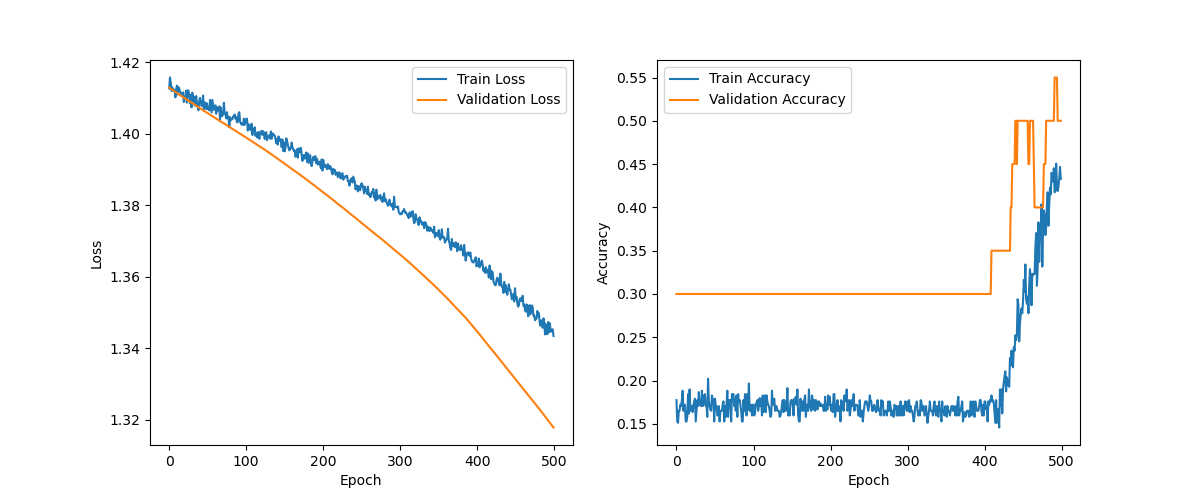 1.42
1.40
1.38
1.36
1.34
1.32
Loss
0 100 200 300 400 500
Epoch
Train Loss
Validation Loss
0.55
0.50
0.45
0.40
0.35
0.30
0.25
0.20
0.15
Accuracy
0 100 200 300 400 500
Epoch
Train Accuracy
Validation Accuracy